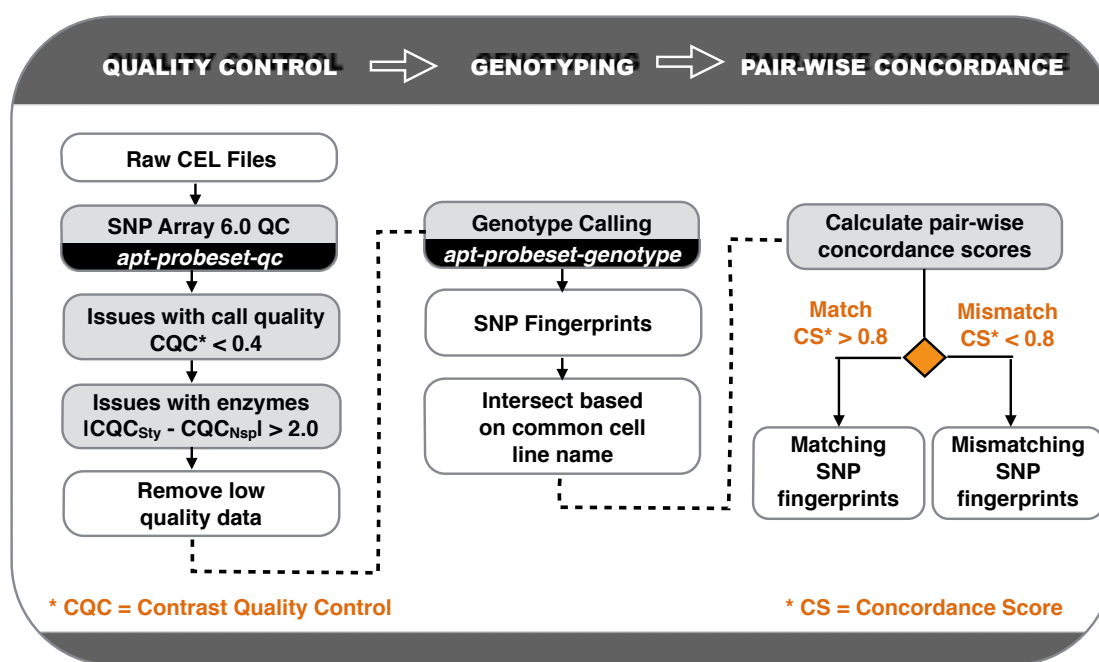 QUALITY CONTROL
GENOTYPING
PAIR-WISE CONCORDANCE
Raw CEL Files
SNP Array 6.0 QC
apt-probeset-qc
Issues with call quality
CQC* < 0.4
Issues with enzymes
|CQCSty - CQCNsp| > 2.0
Remove low
quality data
Genotype Calling
apt-probeset-genotype
SNP Fingerprints
Intersect based
on common cell
line name
Calculate pair-wise
concordance scores
Match
CS* > 0.8
Mismatch
CS* < 0.8
Matching
SNP
fingerprints
Mismatching
SNP
fingerprints
* CQC = Contrast Quality Control
* CS = Concordance Score